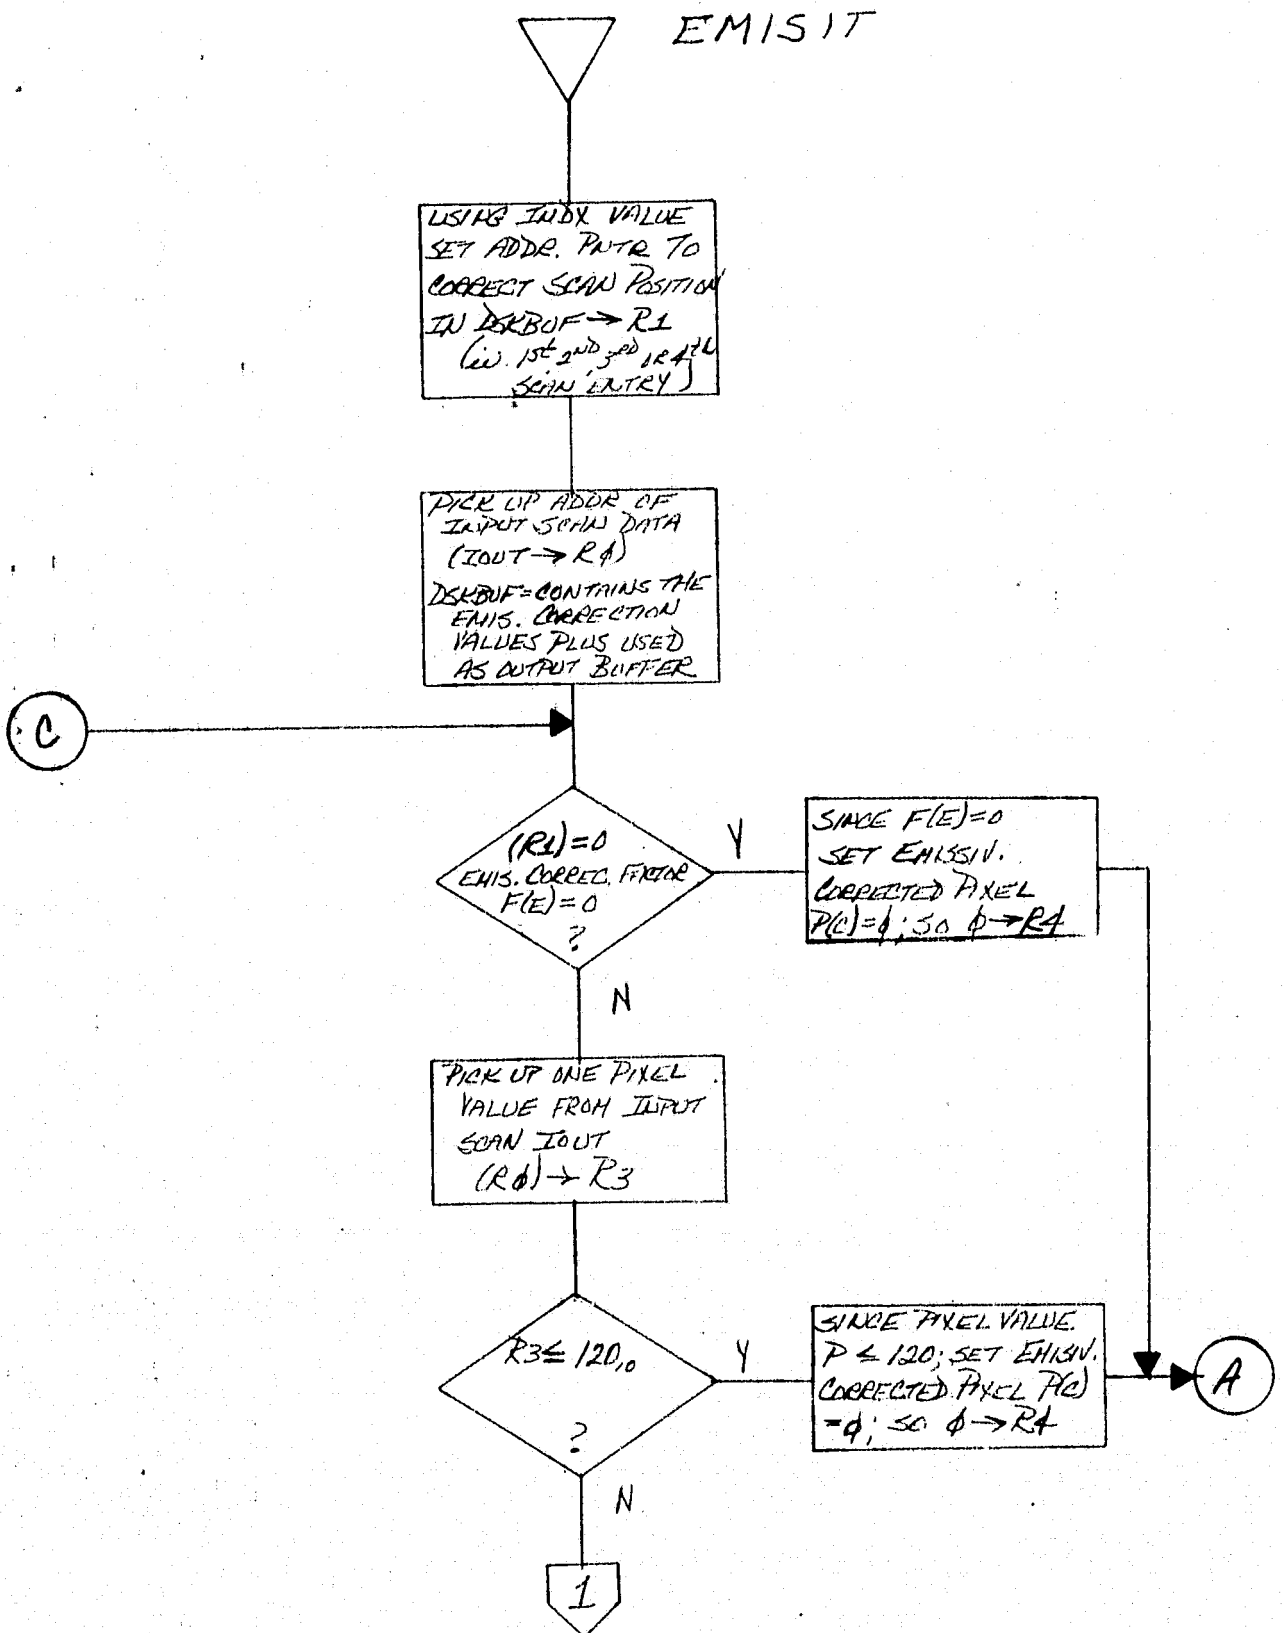 EMISIT
USING INDX VALUE
SET ADDR. PNTR TO
CORRECT SCAN POSITION
IN DSKBUF → R1
(ie. 1st 2ND 3RD OR 4th
SCAN ENTRY)
PICK UP ADDR OF
INPUT SCAN DATA
(IOUT → Rφ)
DSKBUF = CONTAINS THE
EMIS. CORRECTION
VALUES PLUS USED
AS OUTPUT BUFFER
C
(R1) = 0
EMIS. CORREC. FACTOR
F(E) = 0
?
Y
SINCE F(E) = 0
SET EMISSIV.
CORRECTED PIXEL
P(C) = φ; SO φ → R4
N
PICK UP ONE PIXEL
VALUE FROM INPUT
SCAN IOUT
(Rφ) → R3
R3 ≤ 120₁₀
?
Y
SINCE PIXEL VALUE
P ≤ 120; SET EMISIV.
CORRECTED PIXEL P(C)
= φ; SO φ → R4
A
N
1